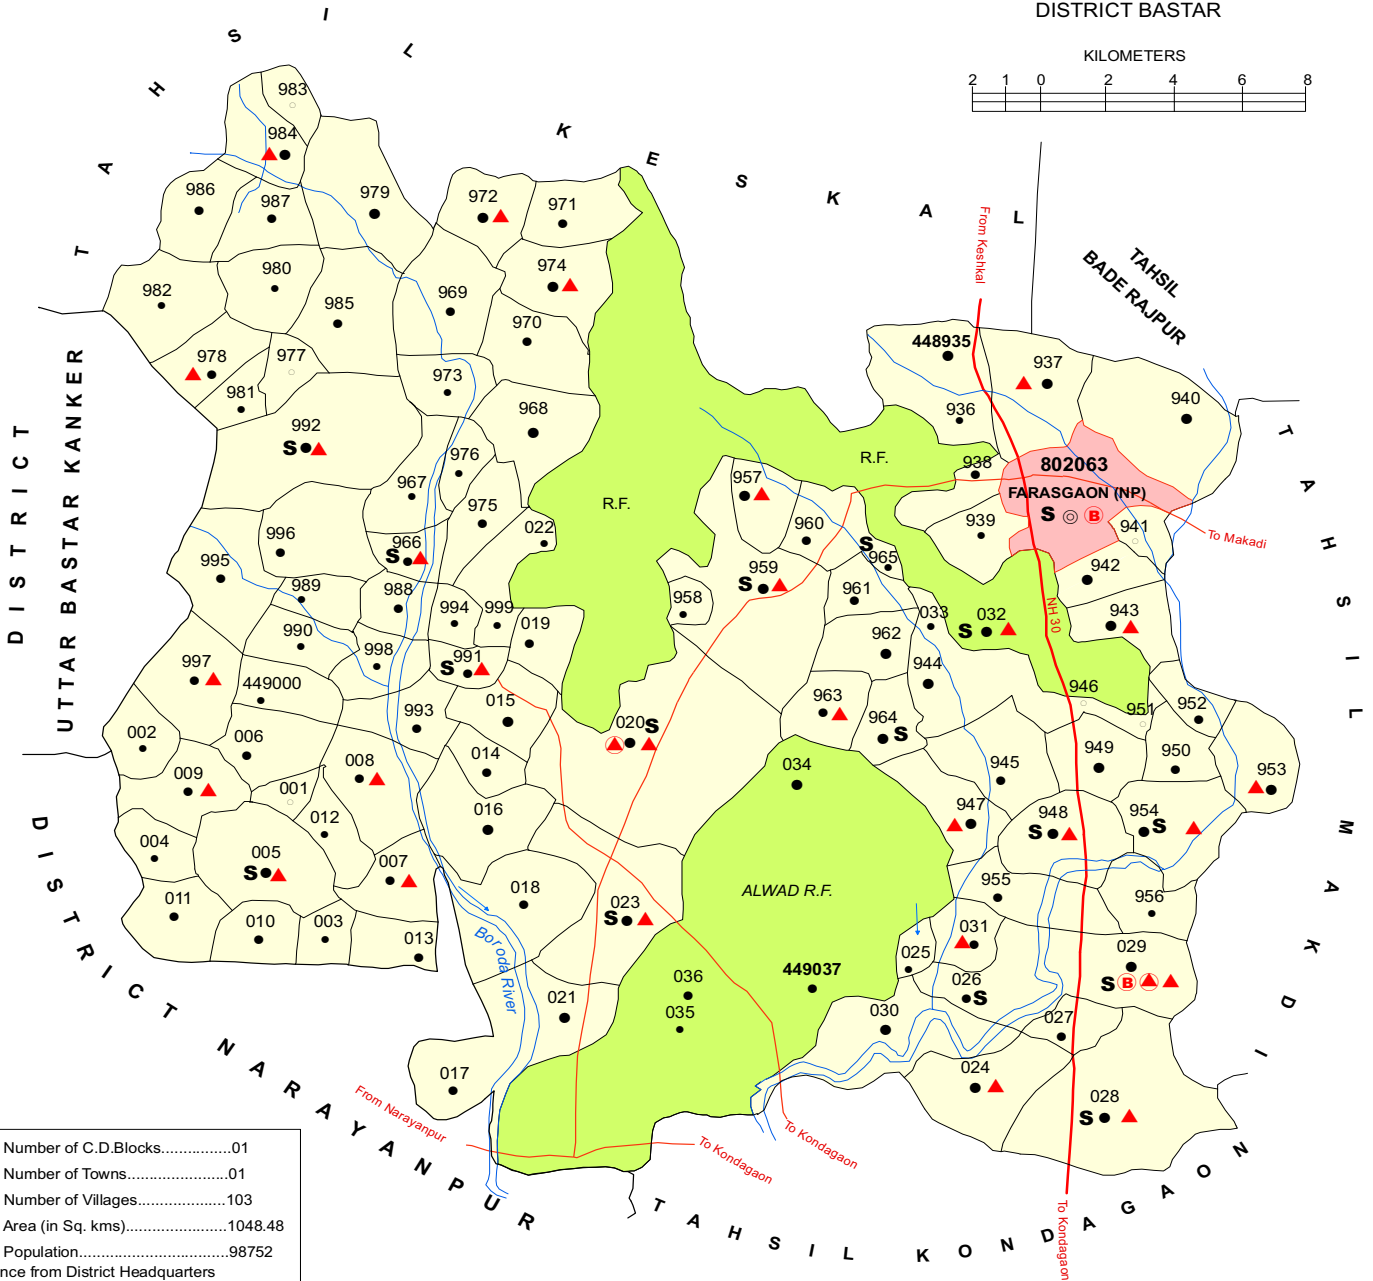 DISTRICT BASTAR
KILOMETERS
2 1 0 2 4 6 8
TAHSIL KESKAL
TAHSIL
BADE RAJPUR
TAHSIL MAKDI
DISTRICT
UTTAR BASTAR KANKER
DISTRICT NARAYANPUR
TAHSIL KONDAGAON
From Keshkal
983
984
986
987
979
972
971
974
980
982
985
969
970
978
977
981
973
968
992
976
967
975
022
R.F.
R.F.
448935
937
936
940
938
802063
FARASGAON (NP)
S B
939
941
To Makadi
942
943
957
960
S
965
S 959
961
958
033
S 032
NH 30
962
944
946
951
952
963
964 S
949
950
953
945
947
S 948
954 S
995
996
S 966
989
988
994
999
019
990
998
S 991
997
449000
993
015
020 S
002
006
009
008
014
001
012
016
004
S 005
007
011
010
003
013
018
S 023
034
ALWAD R.F.
955
956
031
025
026 S
029
S B
036
449037
035
030
027
021
017
024
S 028
Boroda River
From Narayanpur
To Kondagaon
To Kondagaon
To Kondagaon
Number of C.D.Blocks...............01
Number of Towns......................01
Number of Villages...................103
Area (in Sq. kms)......................1048.48
Population.......................................98752
nce from District Headquarters